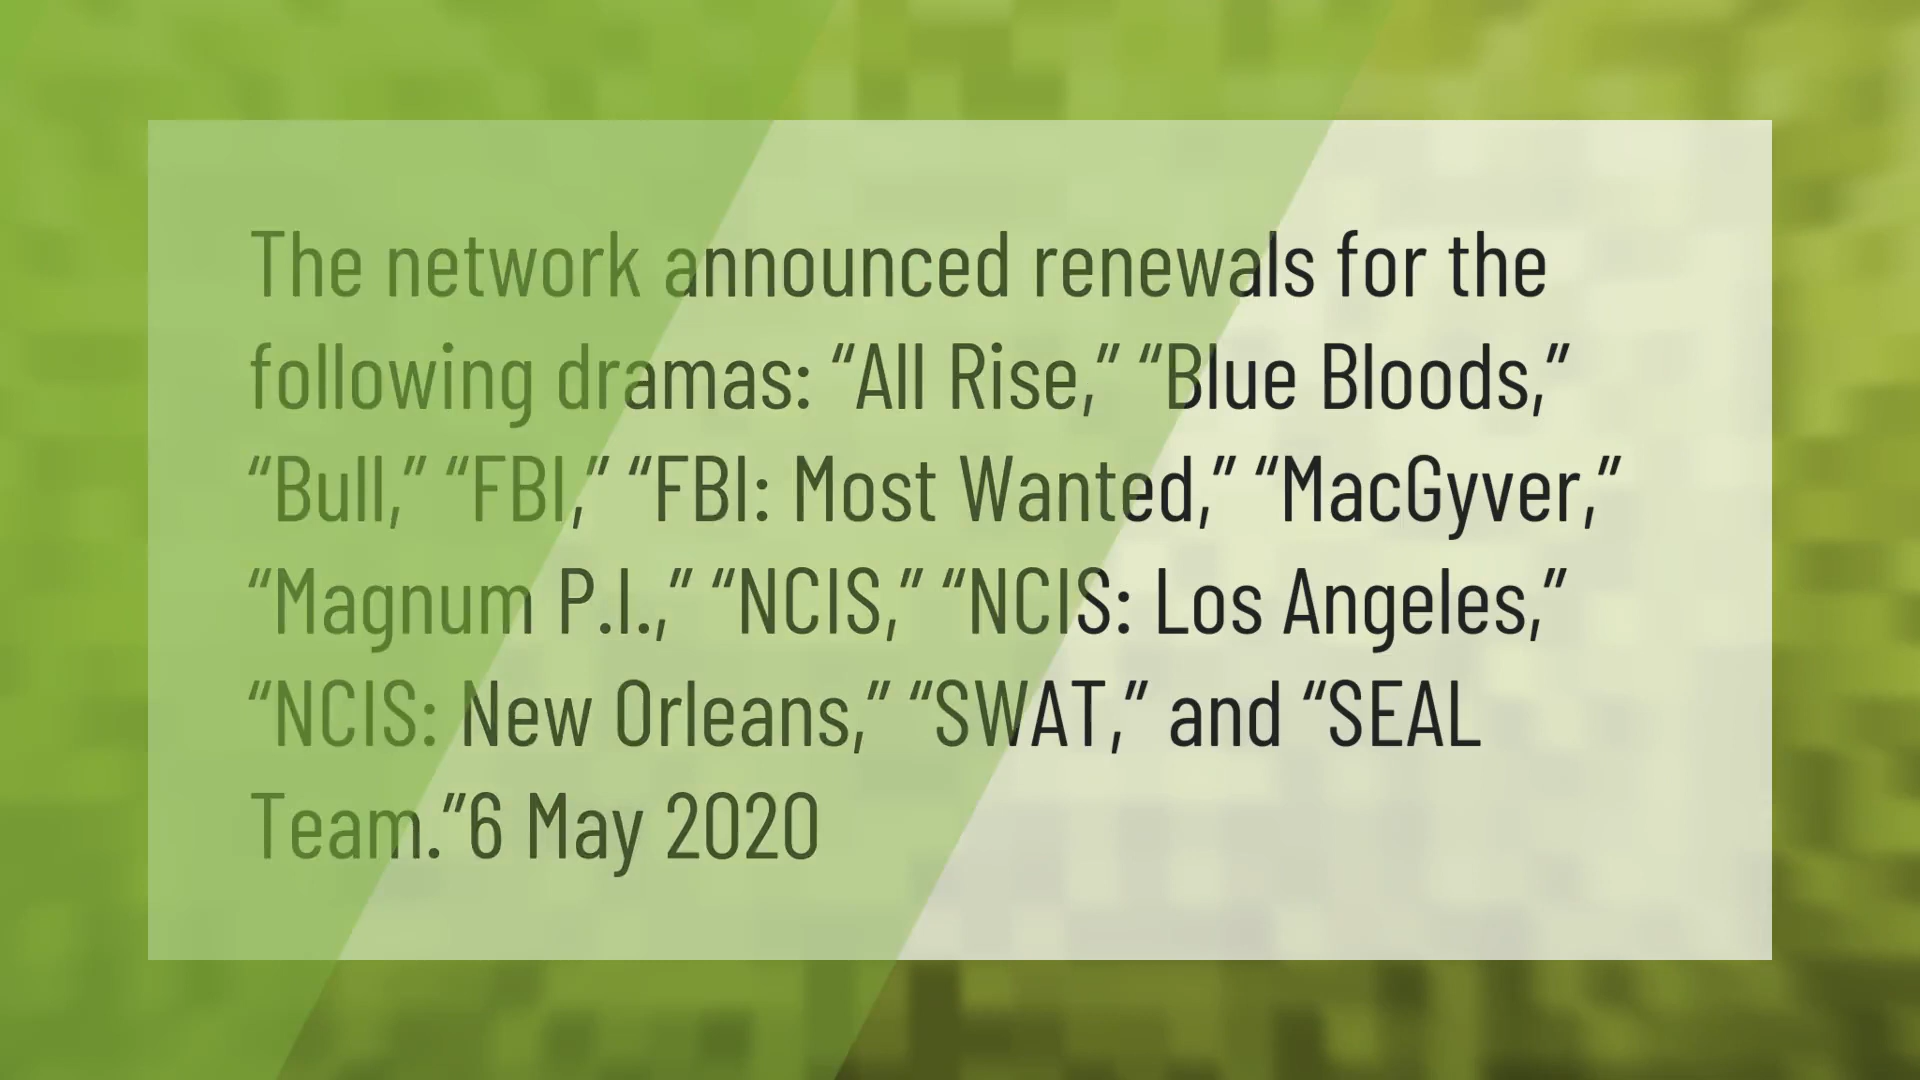 The network announced renewals for the
following dramas: “All Rise,” “Blue Bloods,”
“Bull,” “FBI,” “FBI: Most Wanted,” “MacGyver,”
“Magnum P.I.,” “NCIS,” “NCIS: Los Angeles,”
“NCIS: New Orleans,” “SWAT,” and “SEAL
Team.”6 May 2020